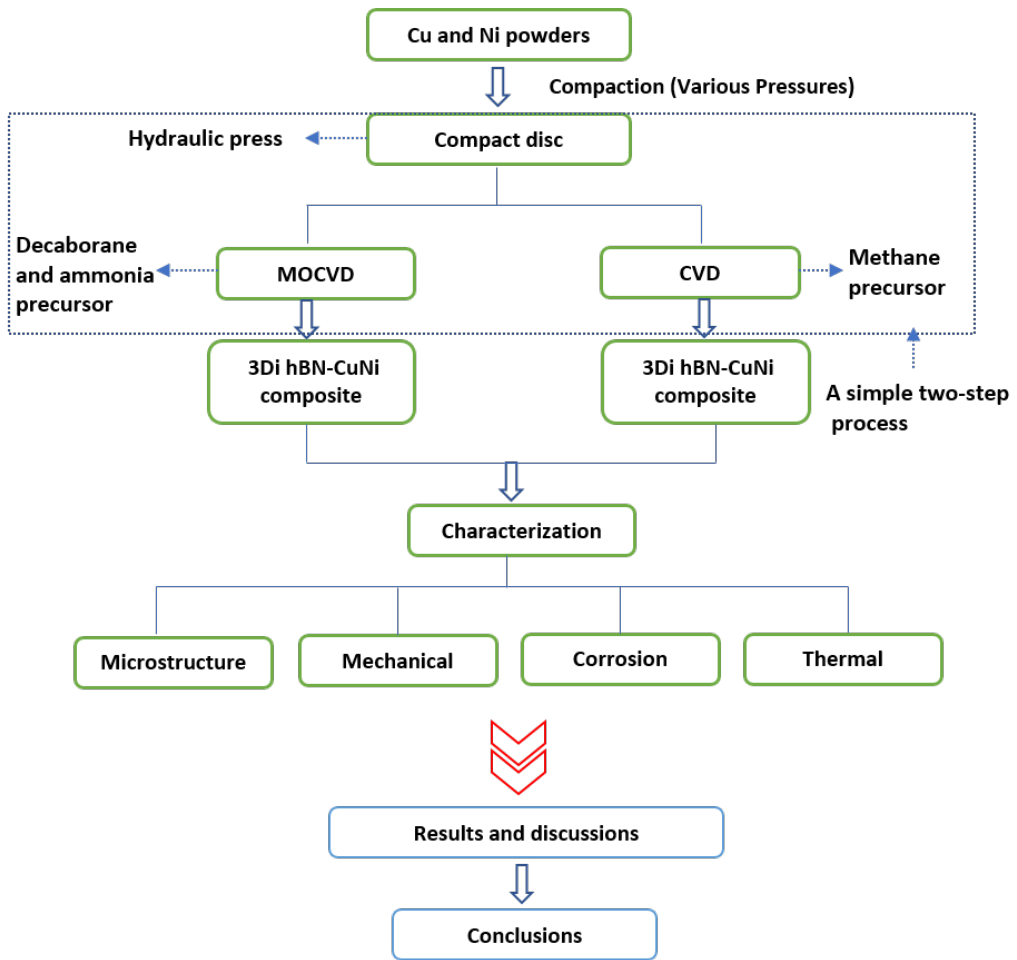 Cu and Ni powders
Compaction (Various Pressures)
Hydraulic press
Compact disc
Decaborane
and ammonia
precursor
MOCVD
CVD
Methane
precursor
3Di hBN-CuNi
composite
3Di hBN-CuNi
composite
A simple two-step
process
Characterization
Microstructure
Mechanical
Corrosion
Thermal
Results and discussions
Conclusions